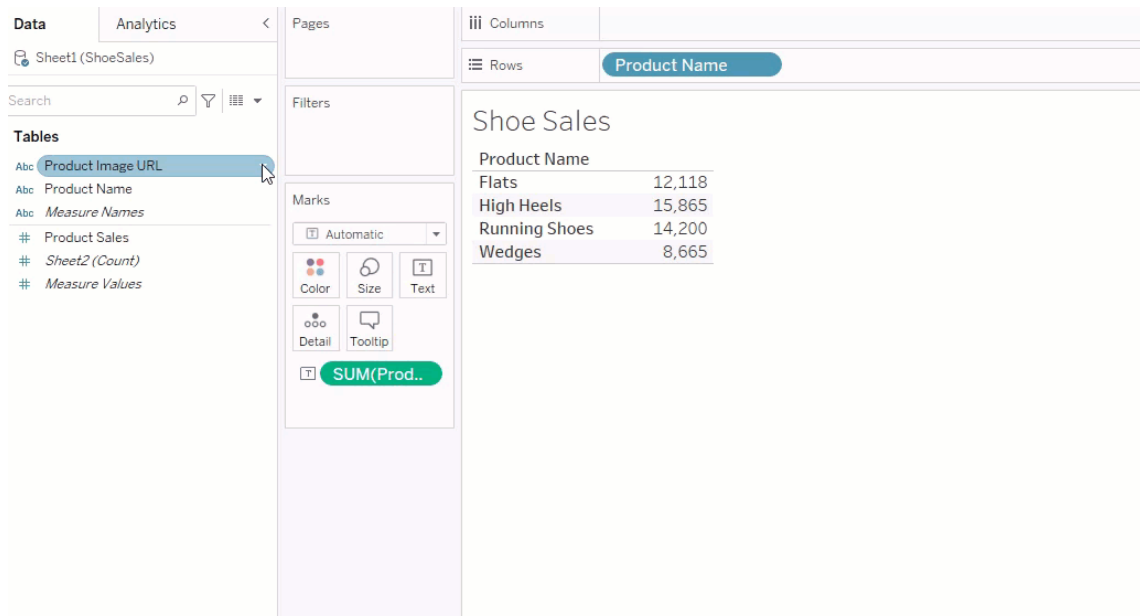 Data
Analytics
Sheet1 (ShoeSales)
Search
Tables
Abc Product Image URL
Abc Product Name
Abc Measure Names
# Product Sales
# Sheet2 (Count)
# Measure Values
Pages
Filters
Marks
T Automatic
Color Size T Text
Detail Tooltip
T SUM(Prod..
iii Columns
Rows Product Name
Shoe Sales
Product Name
Flats 12,118
High Heels 15,865
Running Shoes 14,200
Wedges 8,665